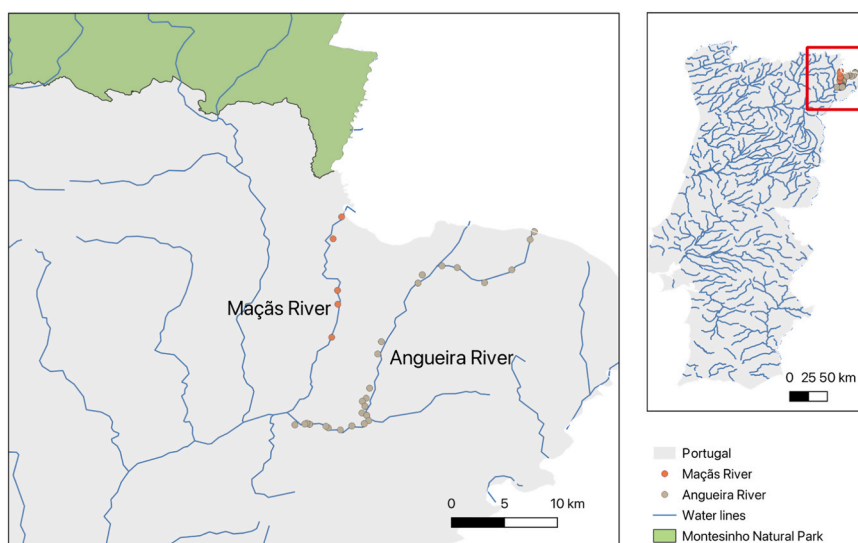 Maçãs River
Angueira River
0 5 10 km
0 25 50 km
Portugal
Maçãs River
Angueira River
Water lines
Montesinho Natural Park